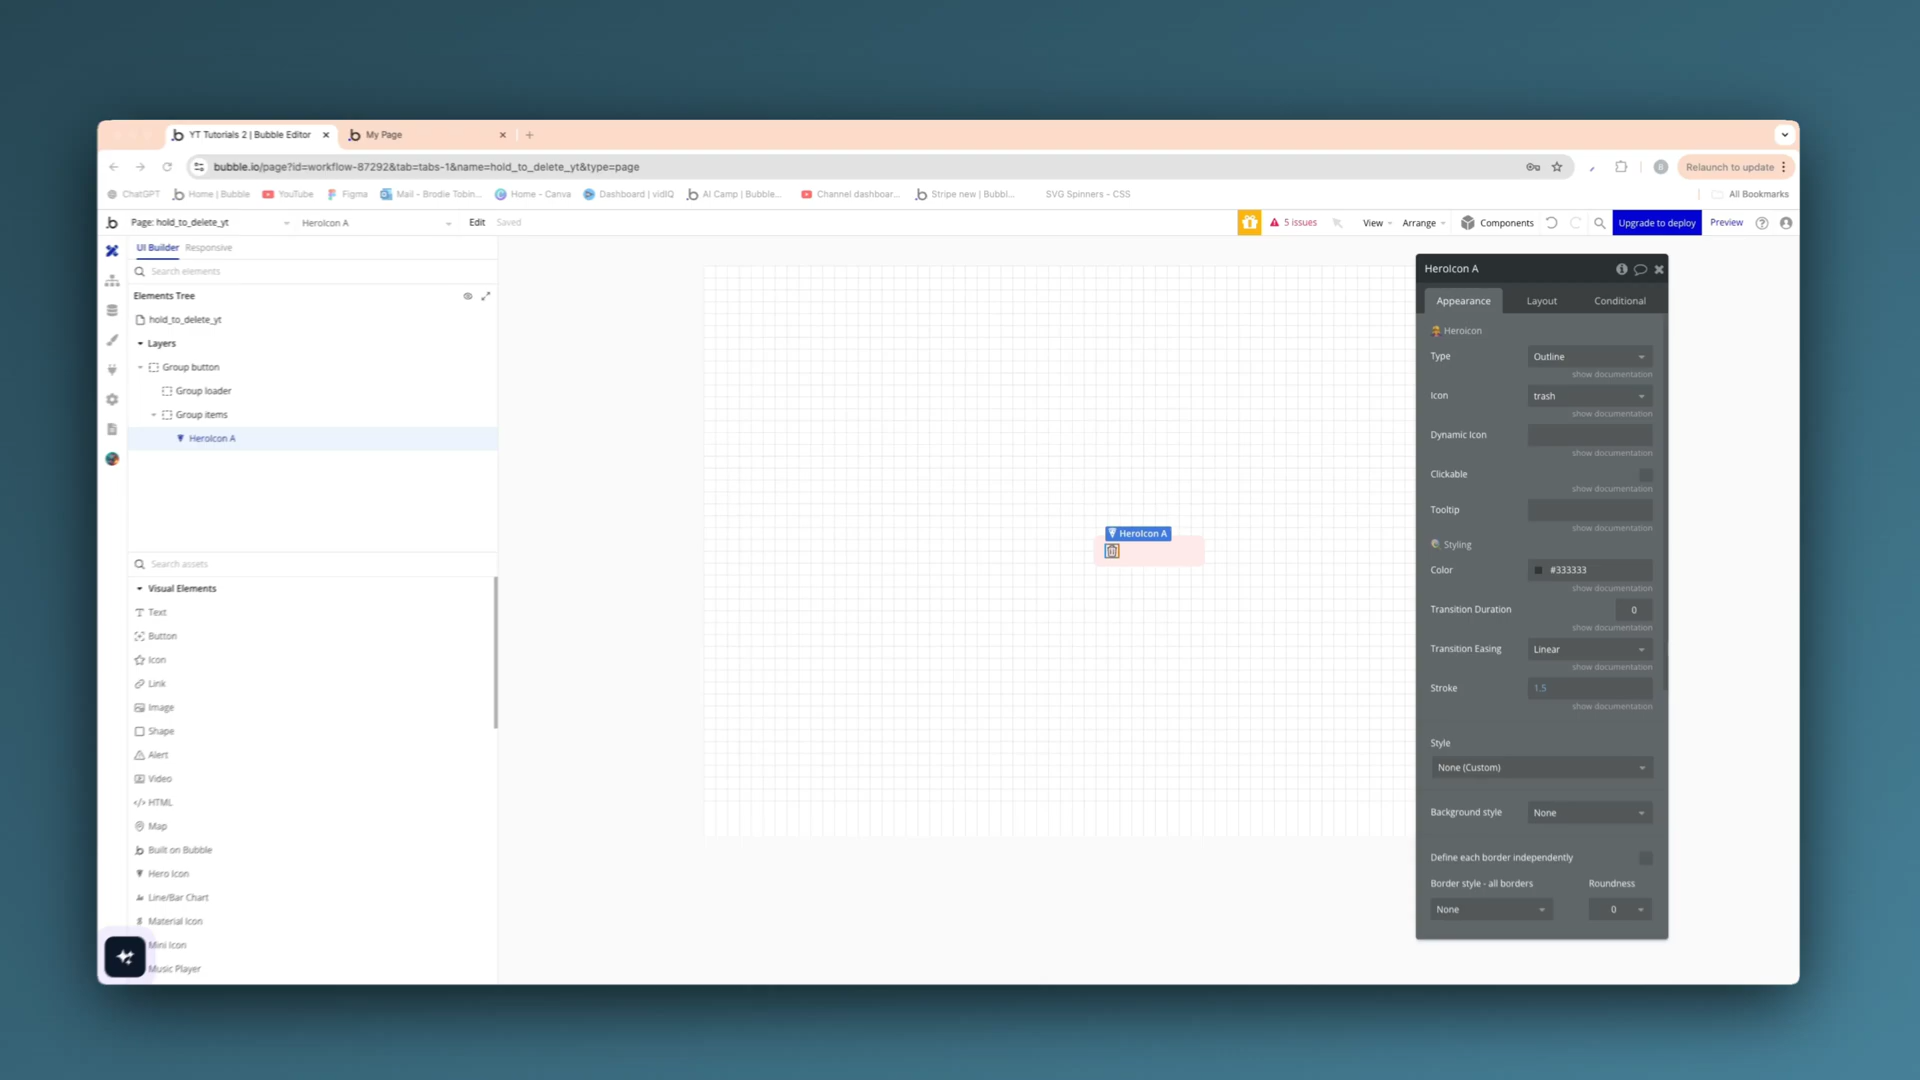 YT Tutorials 2 | Bubble Editor
My Page
bubble.io/page?id=workflow-87292&tab=tabs-1&name=hold_to_delete_yt&type=page
Relaunch to update
ChatGPT
Home | Bubble
YouTube
Figma
Mail - Brodie Tobin...
Home - Canva
Dashboard | vidIQ
AI Camp | Bubble...
Channel dashboar...
Stripe new | Bubbl...
SVG Spinners - CSS
All Bookmarks
Page: hold_to_delete_yt
HeroIcon A
Edit
Saved
5 issues
View
Arrange
Components
Upgrade to deploy
Preview
UI Builder
Responsive
Search elements
Elements Tree
hold_to_delete_yt
Layers
Group button
Group loader
Group items
HeroIcon A
Search assets
Visual Elements
Text
Button
Icon
Link
Image
Shape
Alert
Video
HTML
Map
Built on Bubble
Hero Icon
Line/Bar Chart
Material Icon
Mini Icon
Music Player
HeroIcon A
HeroIcon A
Appearance
Layout
Conditional
Heroicon
Type
Outline
show documentation
Icon
trash
show documentation
Dynamic Icon
show documentation
Clickable
show documentation
Tooltip
show documentation
Styling
Color
#333333
show documentation
Transition Duration
0
show documentation
Transition Easing
Linear
show documentation
Stroke
1.5
show documentation
Style
None (Custom)
Background style
None
Define each border independently
Border style - all borders
Roundness
None
0